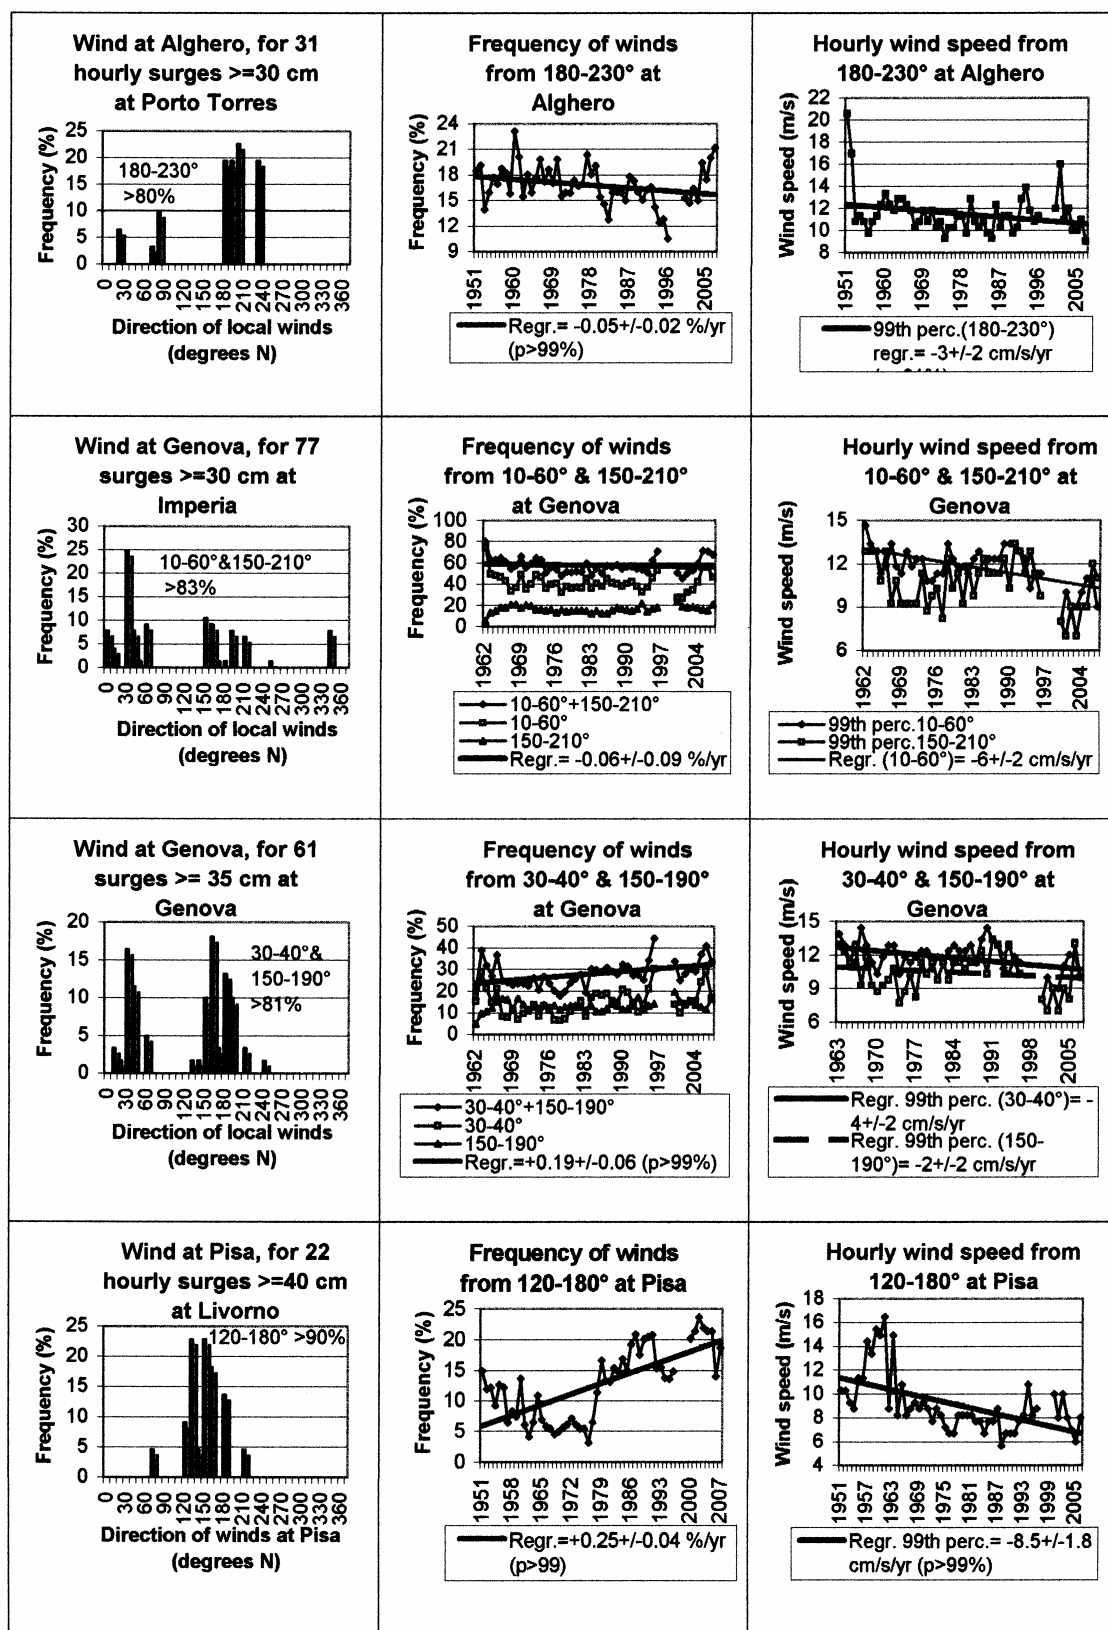 Wind at Alghero, for 31
hourly surges >=30 cm
at Porto Torres
Frequency (%)
25
20
15
10
5
0
180-230°
>80%
0
30
60
90
120
150
180
210
240
270
300
330
360
Direction of local winds
(degrees N)
Frequency of winds
from 180-230° at
Alghero
Frequency (%)
24
21
18
15
12
9
1951
1960
1969
1978
1987
1996
2005
Regr.= -0.05+/-0.02 %/yr
(p>99%)
Hourly wind speed from
180-230° at Alghero
Wind speed (m/s)
22
20
18
16
14
12
10
8
1951
1960
1969
1978
1987
1996
2005
99th perc.(180-230°)
regr.= -3+/-2 cm/s/yr
Wind at Genova, for 77
surges >=30 cm at
Imperia
Frequency (%)
30
25
20
15
10
5
0
10-60°&150-210°
>83%
0
30
60
90
120
150
180
210
240
270
300
330
360
Direction of local winds
(degrees N)
Frequency of winds
from 10-60° & 150-210°
at Genova
Frequency (%)
100
80
60
40
20
0
1962
1969
1976
1983
1990
1997
2004
10-60°+150-210°
10-60°
150-210°
Regr.= -0.06+/-0.09 %/yr
Hourly wind speed from
10-60° & 150-210° at
Genova
Wind speed (m/s)
15
12
9
6
1962
1969
1976
1983
1990
1997
2004
99th perc.10-60°
99th perc.150-210°
Regr. (10-60°)= -6+/-2 cm/s/yr
Wind at Genova, for 61
surges >= 35 cm at
Genova
Frequency (%)
20
15
10
5
0
30-40°&
150-190°
>81%
0
30
60
90
120
150
180
210
240
270
300
330
360
Direction of local winds
(degrees N)
Frequency of winds
from 30-40° & 150-190°
at Genova
Frequency (%)
50
40
30
20
10
0
1962
1969
1976
1983
1990
1997
2004
30-40°+150-190°
30-40°
150-190°
Regr.=+0.19+/-0.06 (p>99%)
Hourly wind speed from
30-40° & 150-190° at
Genova
Wind speed (m/s)
15
12
9
6
1963
1970
1977
1984
1991
1998
2005
Regr. 99th perc. (30-40°)= -
4+/-2 cm/s/yr
Regr. 99th perc. (150-
190°)= -2+/-2 cm/s/yr
Wind at Pisa, for 22
hourly surges >=40 cm
at Livorno
Frequency (%)
25
20
15
10
5
0
120-180° >90%
0
30
60
90
120
150
180
210
240
270
300
330
360
Direction of winds at Pisa
(degrees N)
Frequency of winds
from 120-180° at Pisa
Frequency (%)
25
20
15
10
5
0
1951
1958
1965
1972
1979
1986
1993
2000
2007
Regr.=+0.25+/-0.04 %/yr
(p>99)
Hourly wind speed from
120-180° at Pisa
Wind speed (m/s)
18
16
14
12
10
8
6
4
1951
1957
1963
1969
1975
1981
1987
1993
1999
2005
Regr. 99th perc.= -8.5+/-1.8
cm/s/yr (p>99%)